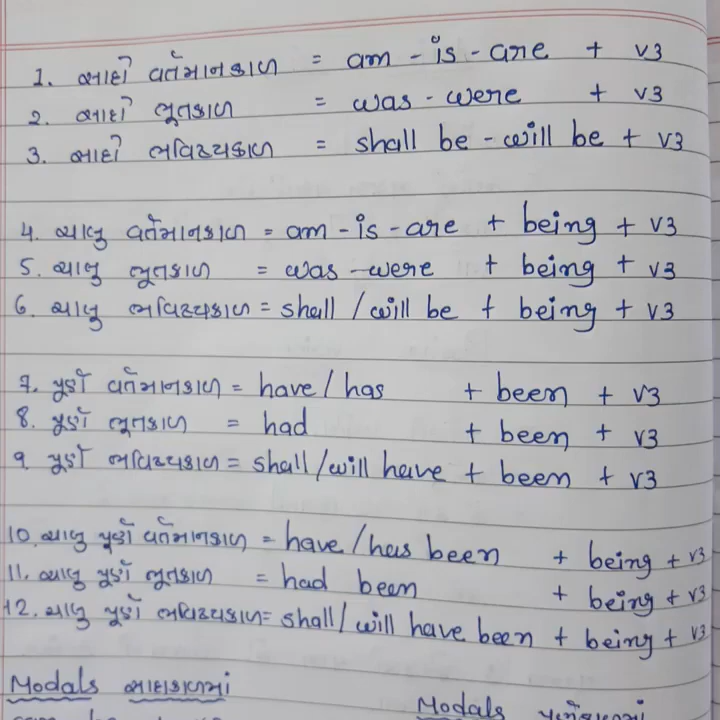 1. સાદો વર્તમાનકાળ = am - is - are + v3
2. સાદો ભૂતકાળ = was - were + v3
3. સાદો ભવિષ્યકાળ = shall be - will be + v3
4. ચાલુ વર્તમાનકાળ = am - is - are + being + v3
5. ચાલુ ભૂતકાળ = was - were + being + v3
6. ચાલુ ભવિષ્યકાળ = shall / will be + being + v3
7. પૂર્ણ વર્તમાનકાળ = have / has + been + v3
8. પૂર્ણ ભૂતકાળ = had + been + v3
9. પૂર્ણ ભવિષ્યકાળ = shall / will have + been + v3
10. ચાલુ પૂર્ણ વર્તમાનકાળ = have / has been + being + v3
11. ચાલુ પૂર્ણ ભૂતકાળ = had been + being + v3
12. ચાલુ પૂર્ણ ભવિષ્યકાળ = shall / will have been + being + v3
Modals સાદાકાળમાં
Modals